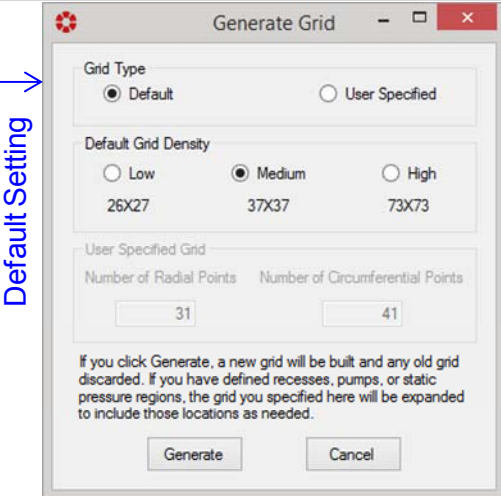 Generate Grid
Default Setting
Grid Type
Default User Specified
Default Grid Density
Low Medium High
26X27 37X37 73X73
User Specified Grid
Number of Radial Points Number of Circumferential Points
31 41
If you click Generate, a new grid will be built and any old grid
discarded. If you have defined recesses, pumps, or static
pressure regions, the grid you specified here will be expanded
to include those locations as needed.
Generate Cancel